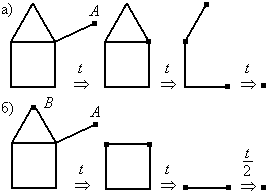 а) A
t ⇒ t ⇒ t ⇒
б) B A
t ⇒ t ⇒ t/2 ⇒